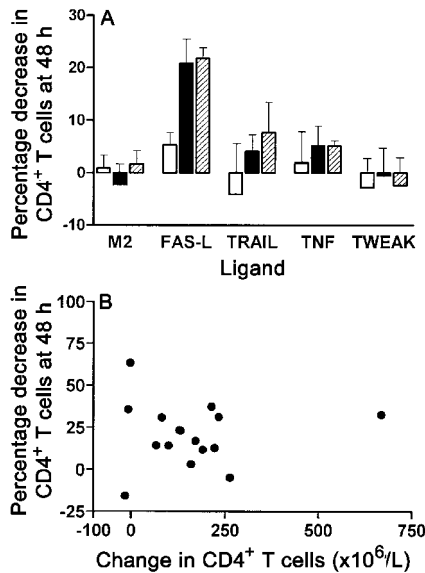 A
Percentage decrease in
CD4+ T cells at 48 h
30
20
10
0
-10
M2 FAS-L TRAIL TNF TWEAK
Ligand
B
Percentage decrease in
CD4+ T cells at 48 h
100
75
50
25
0
-25
-100 0 250 500 750
Change in CD4+ T cells (x106/L)